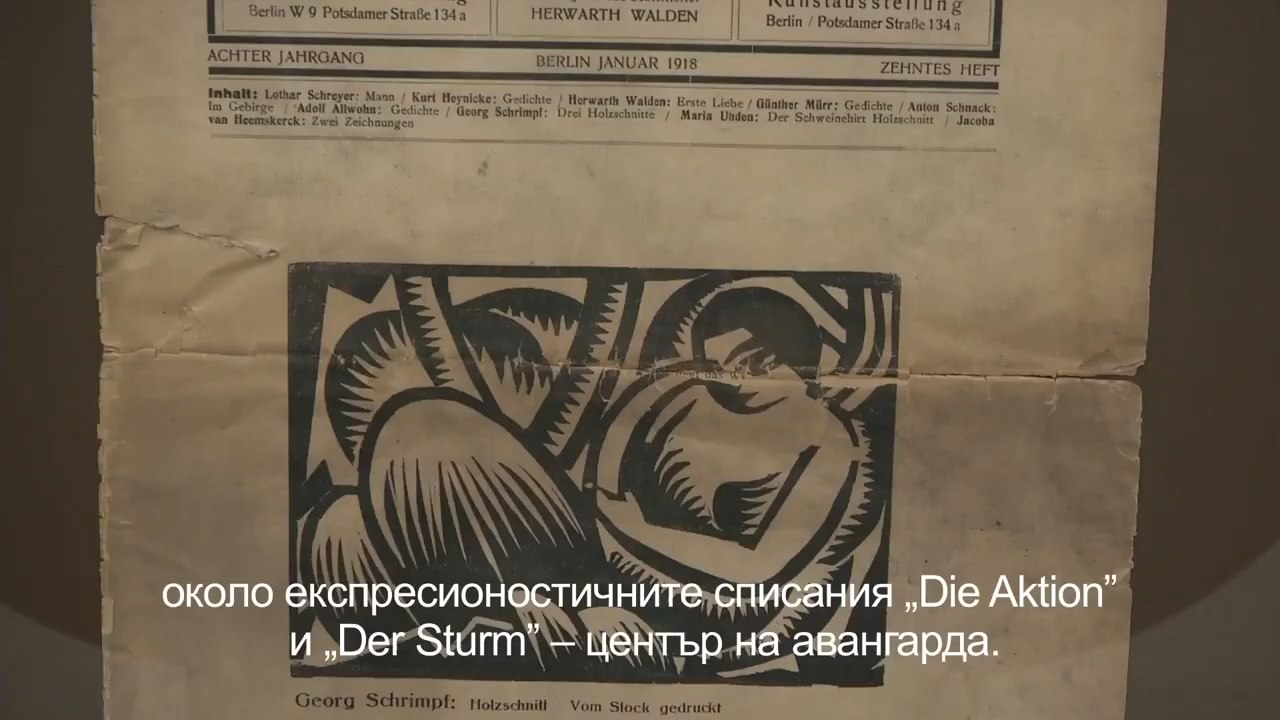 Berlin W 9 Potsdamer Straße 134 a
HERWARTH WALDEN
Kunstausstellung
Berlin / Potsdamer Straße 134 a
ACHTER JAHRGANG
BERLIN JANUAR 1918
ZEHNTES HEFT
Inhalt: Lothar Schreyer: Mann / Kurt Heynicke: Gedichte / Herwarth Walden: Erste Liebe / Günther Mürr: Gedichte / Anton Schnack:
Im Gebirge / Adolf Allwohn: Gedichte / Georg Schrimpf: Drei Holzschnitte / Maria Uhden: Der Schweinehirt Holzschnitt / Jacoba
van Heemskerck: Zwei Zeichnungen
околo експресионостичните списания „Die Aktion”
и „Der Sturm” – център на авангарда.
Georg Schrimpf: Holzschnitt Vom Stock gedruckt